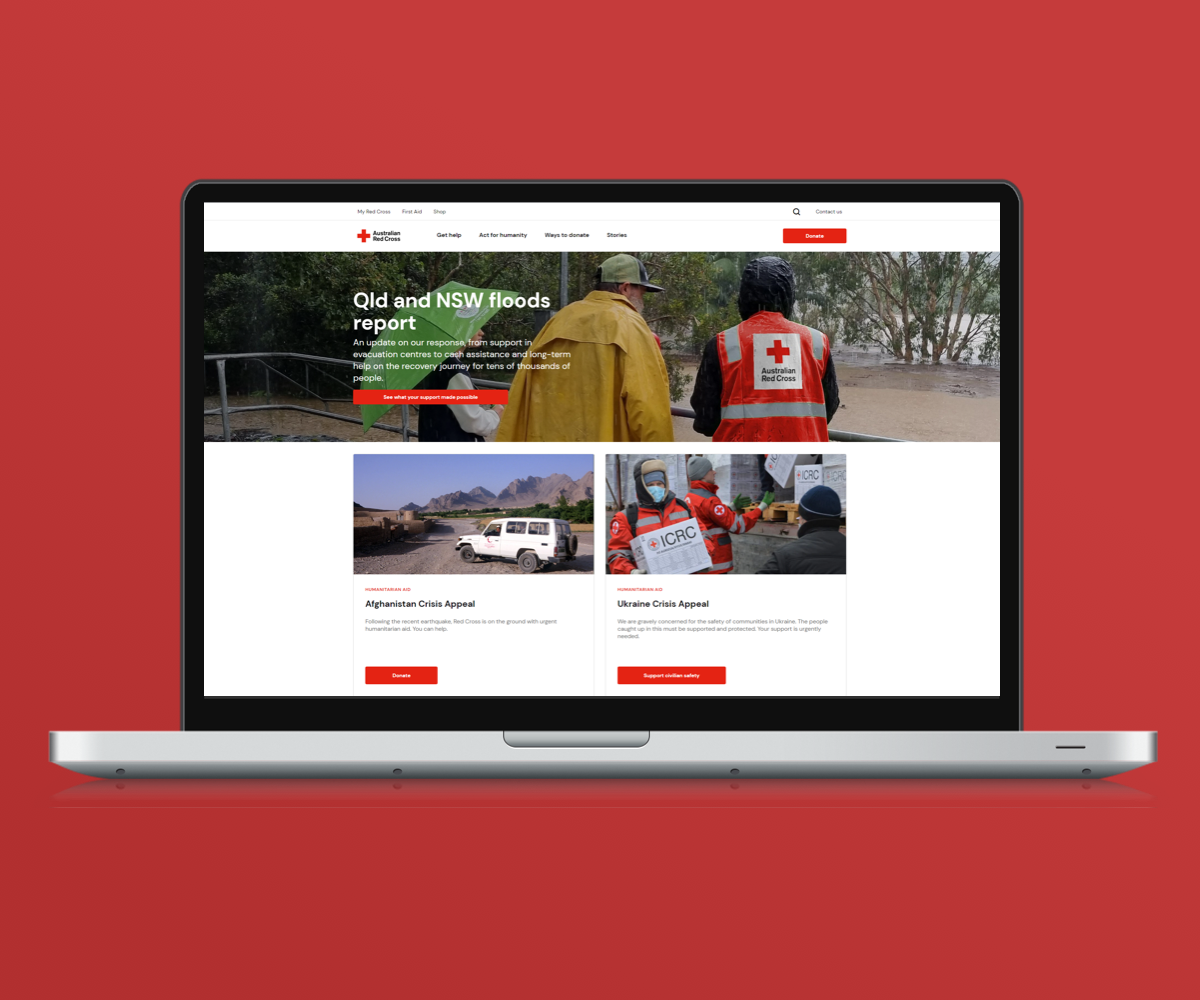 My Red Cross First Aid Shop Contact us
Australian
Red Cross
Get help Act for humanity Ways to donate Stories Donate
Qld and NSW floods
report
An update on our response, from support in
evacuation centres to cash assistance and long-term
help on the recovery journey for tens of thousands of
people.
See what your support made possible
Australian
Red Cross
ICRC
ICRC
ICRC
HUMANITARIAN AID
Afghanistan Crisis Appeal
Following the recent earthquake, Red Cross is on the ground with urgent
humanitarian aid. You can help.
Donate
HUMANITARIAN AID
Ukraine Crisis Appeal
We are gravely concerned for the safety of communities in Ukraine. The people
caught up in this must be supported and protected. Your support is urgently
needed.
Support civilian safety